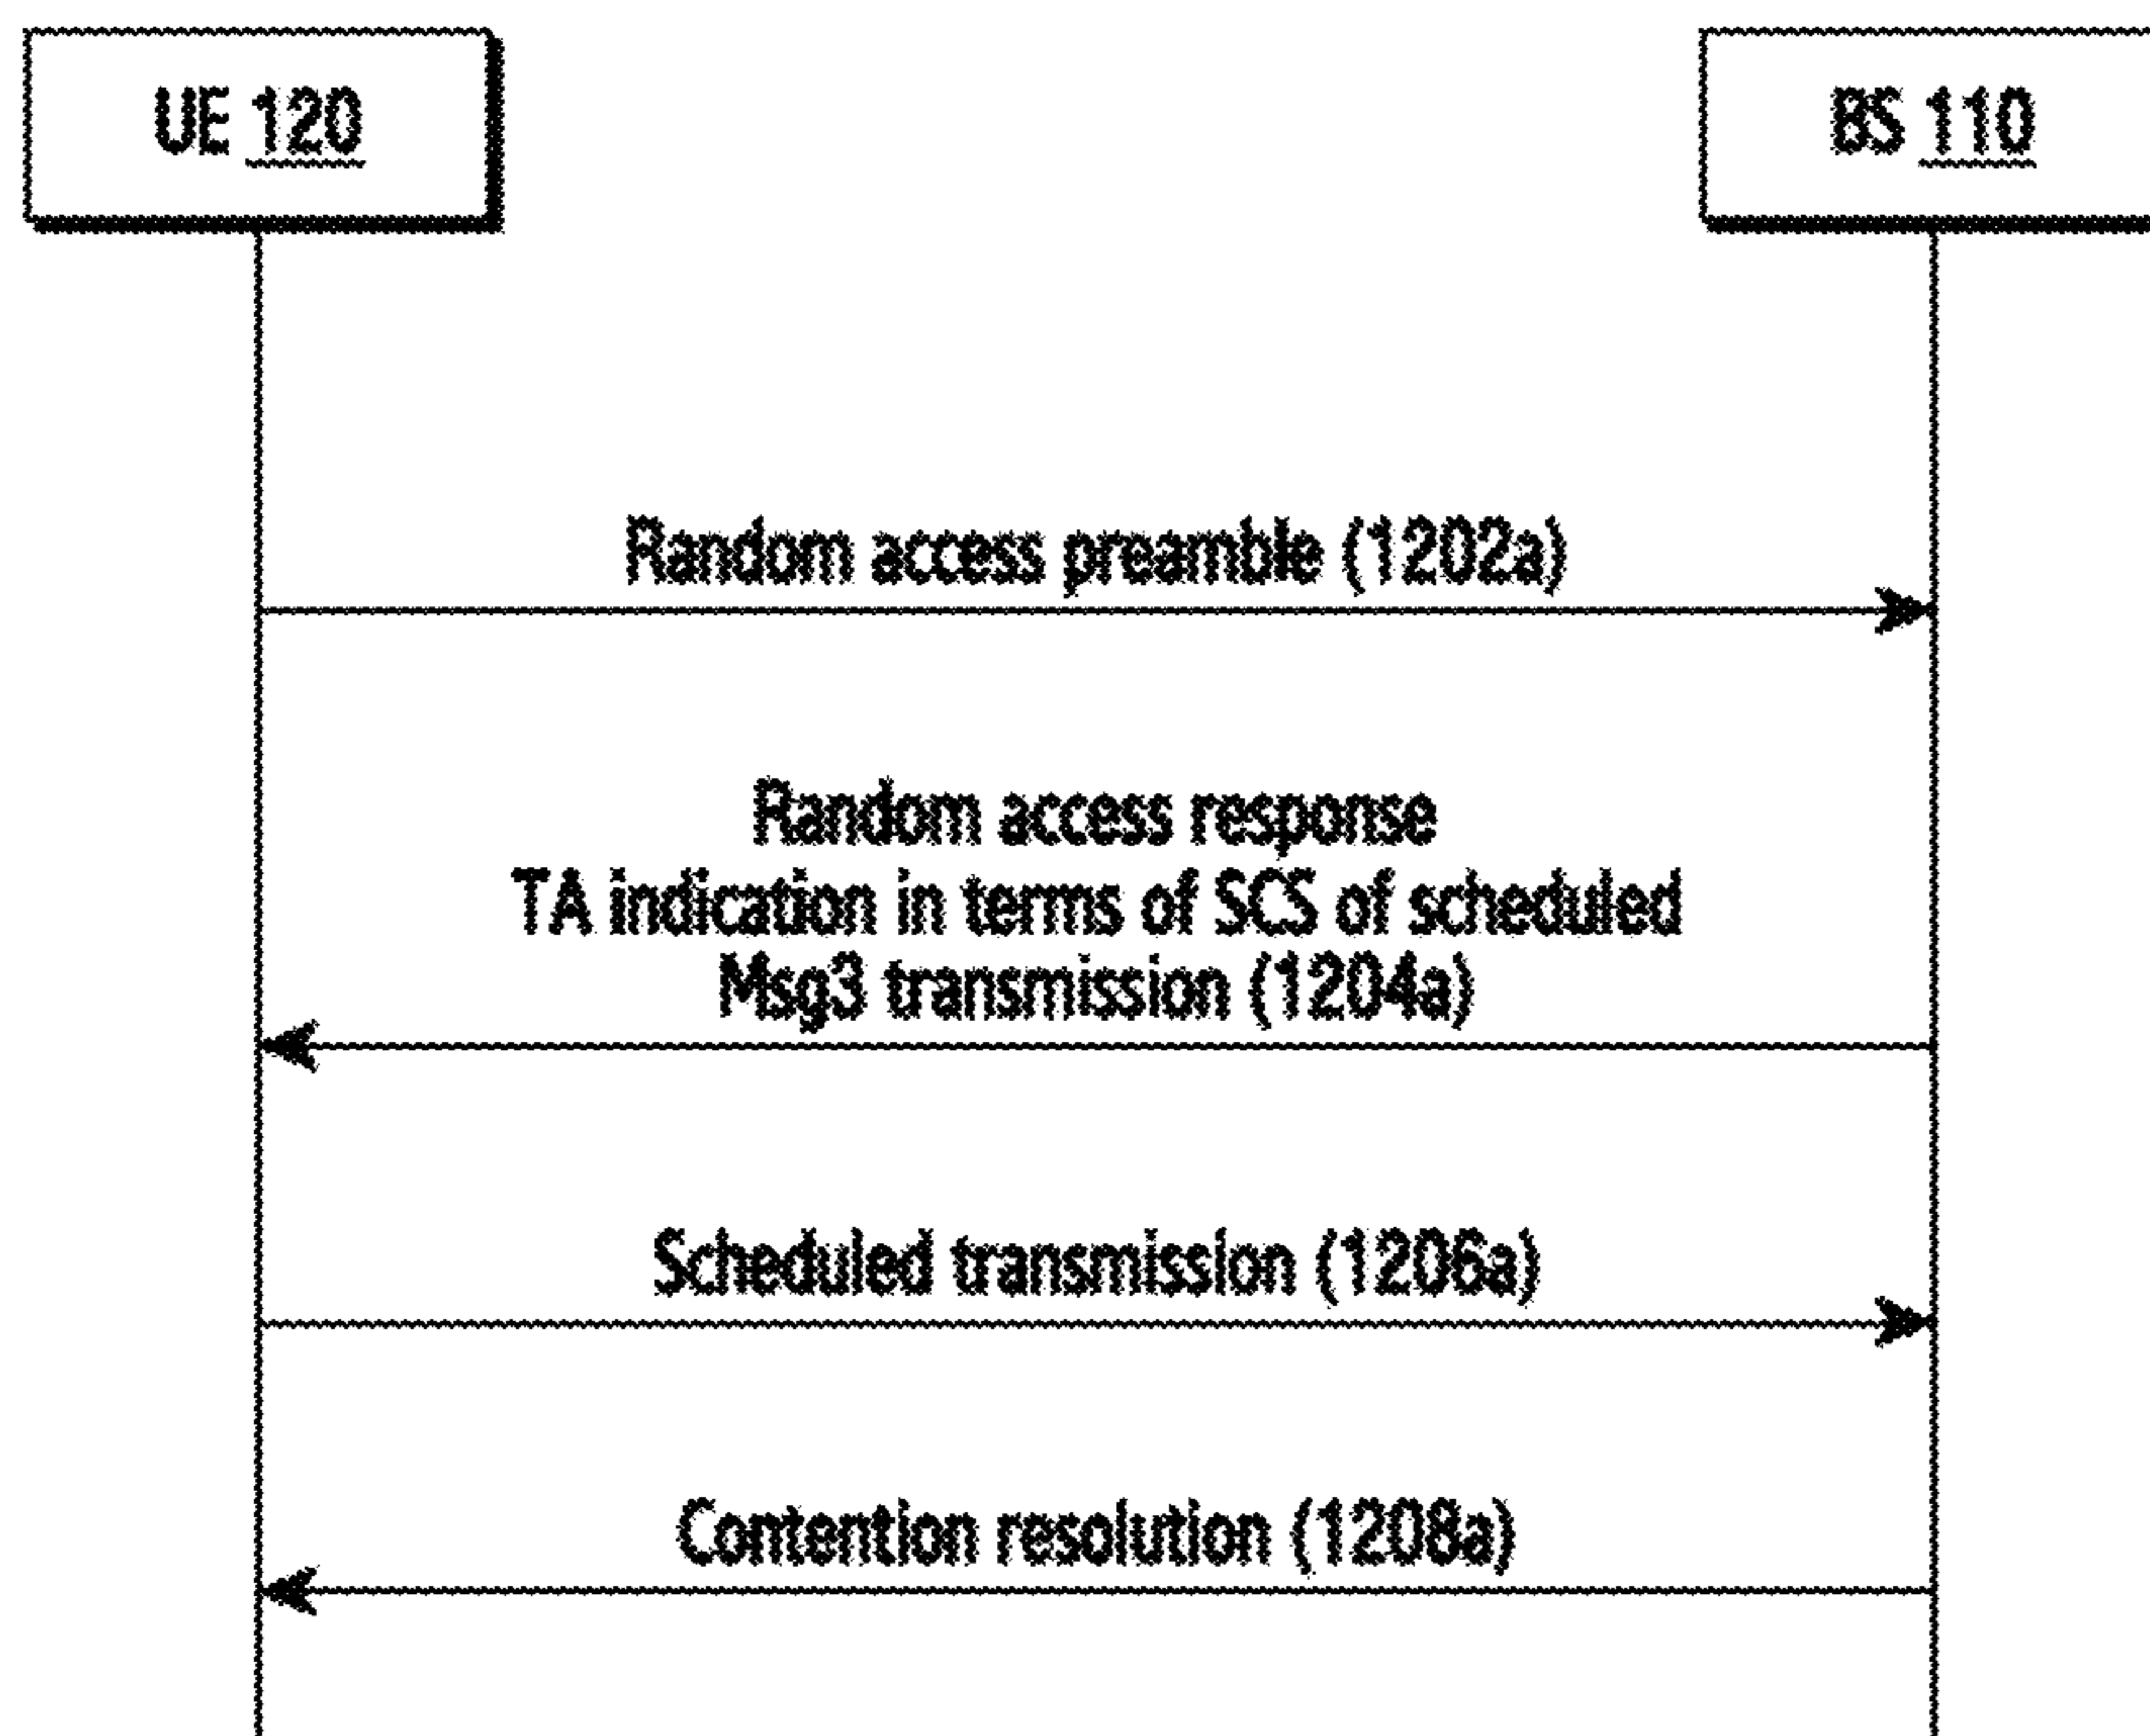 UE 120
BS 110
Random access preamble (1202a)
Random access response
TA indication in terms of SCS of scheduled
Msg3 transmission (1204a)
Scheduled transmission (1206a)
Contention resolution (1208a)